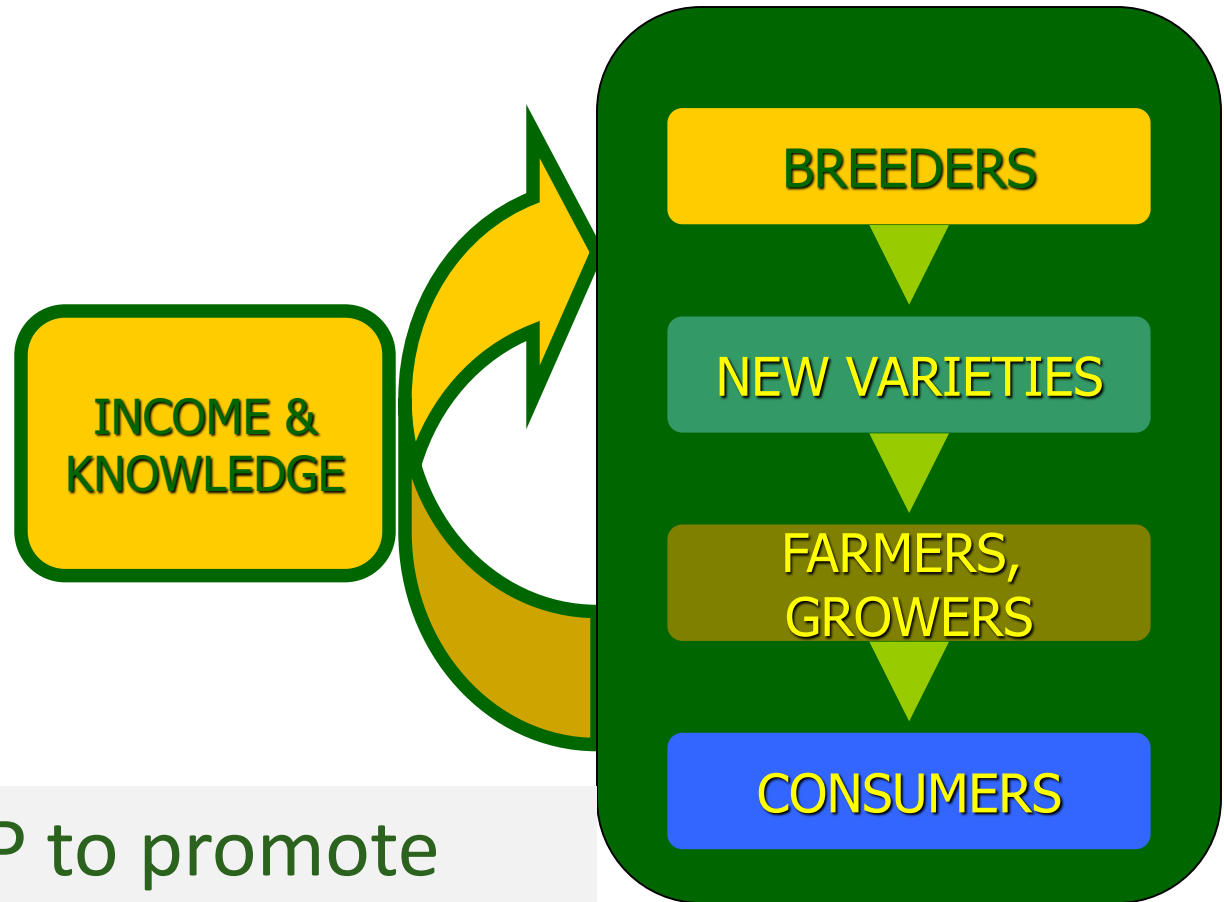 BREEDERS
NEW VARIETIES
INCOME &
KNOWLEDGE
FARMERS,
GROWERS
CONSUMERS
P to promote